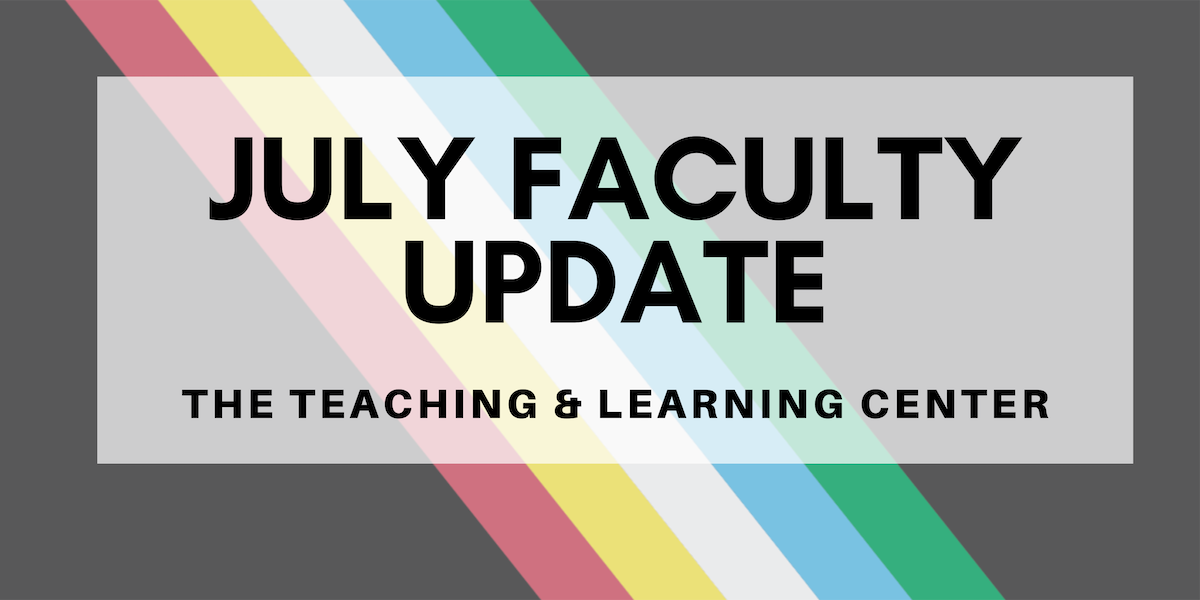 JULY FACULTY
UPDATE
THE TEACHING & LEARNING CENTER